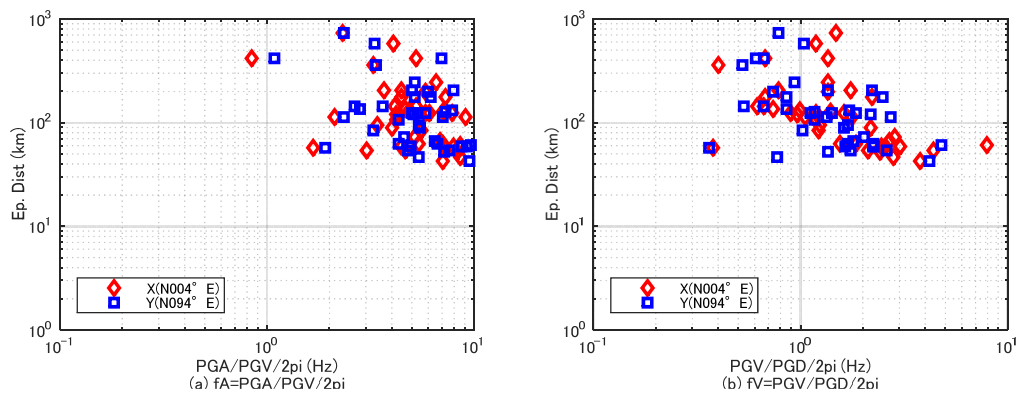 10³
10²
10¹
10⁰
10⁻¹
10⁰
10¹
Ep. Dist (km)
X(N004° E)
Y(N094° E)
PGA/PGV/2pi (Hz)
(a) fA=PGA/PGV/2pi
10³
10²
10¹
10⁰
10⁻¹
10⁰
10¹
Ep. Dist (km)
X(N004° E)
Y(N094° E)
PGV/PGD/2pi (Hz)
(b) fV=PGV/PGD/2pi